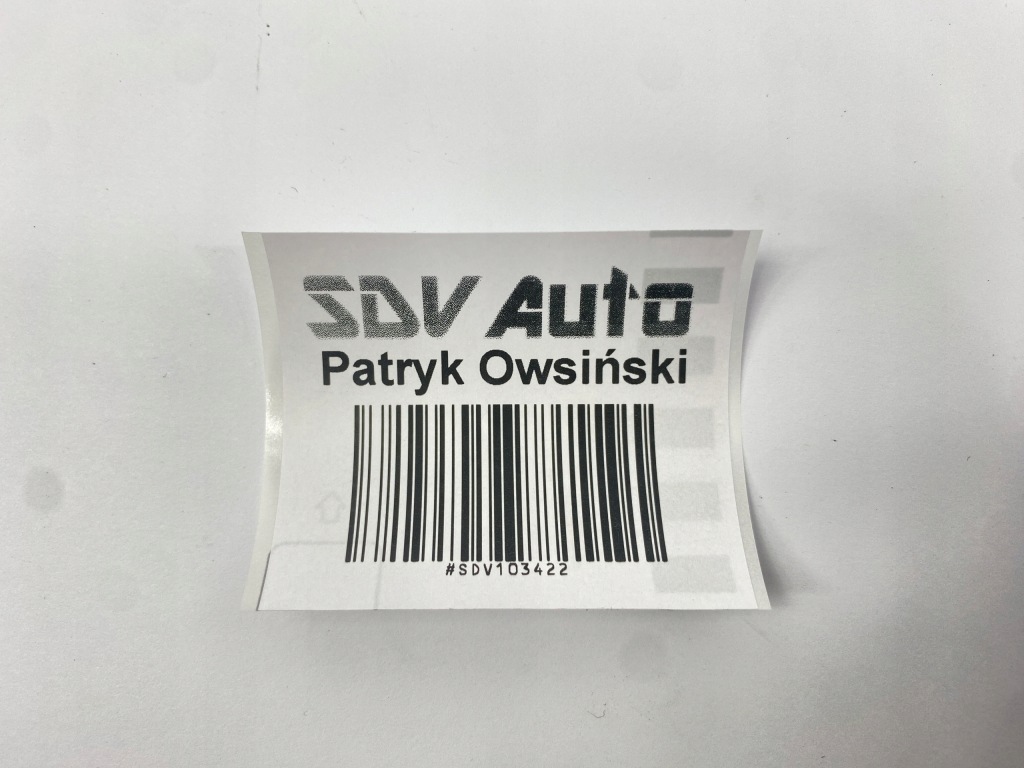 SDV Auto
Patryk Owsiński
#SDV103422